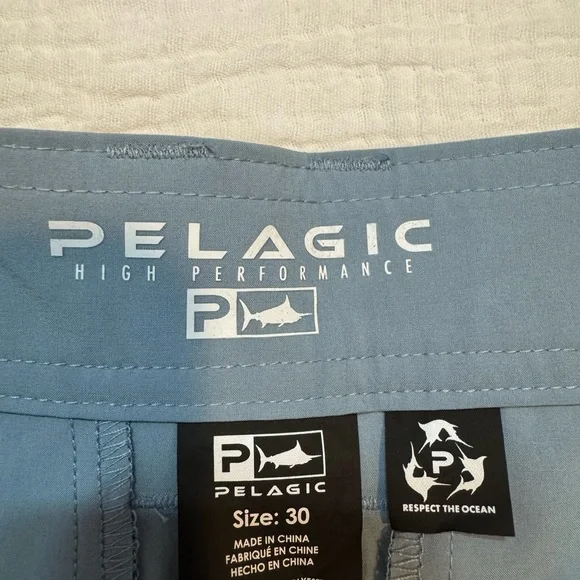 PELAGIC
HIGH PERFORMANCE
P
P
PELAGIC
Size: 30
MADE IN CHINA
FABRIQUÉ EN CHINE
HECHO EN CHINA
P
RESPECT THE OCEAN